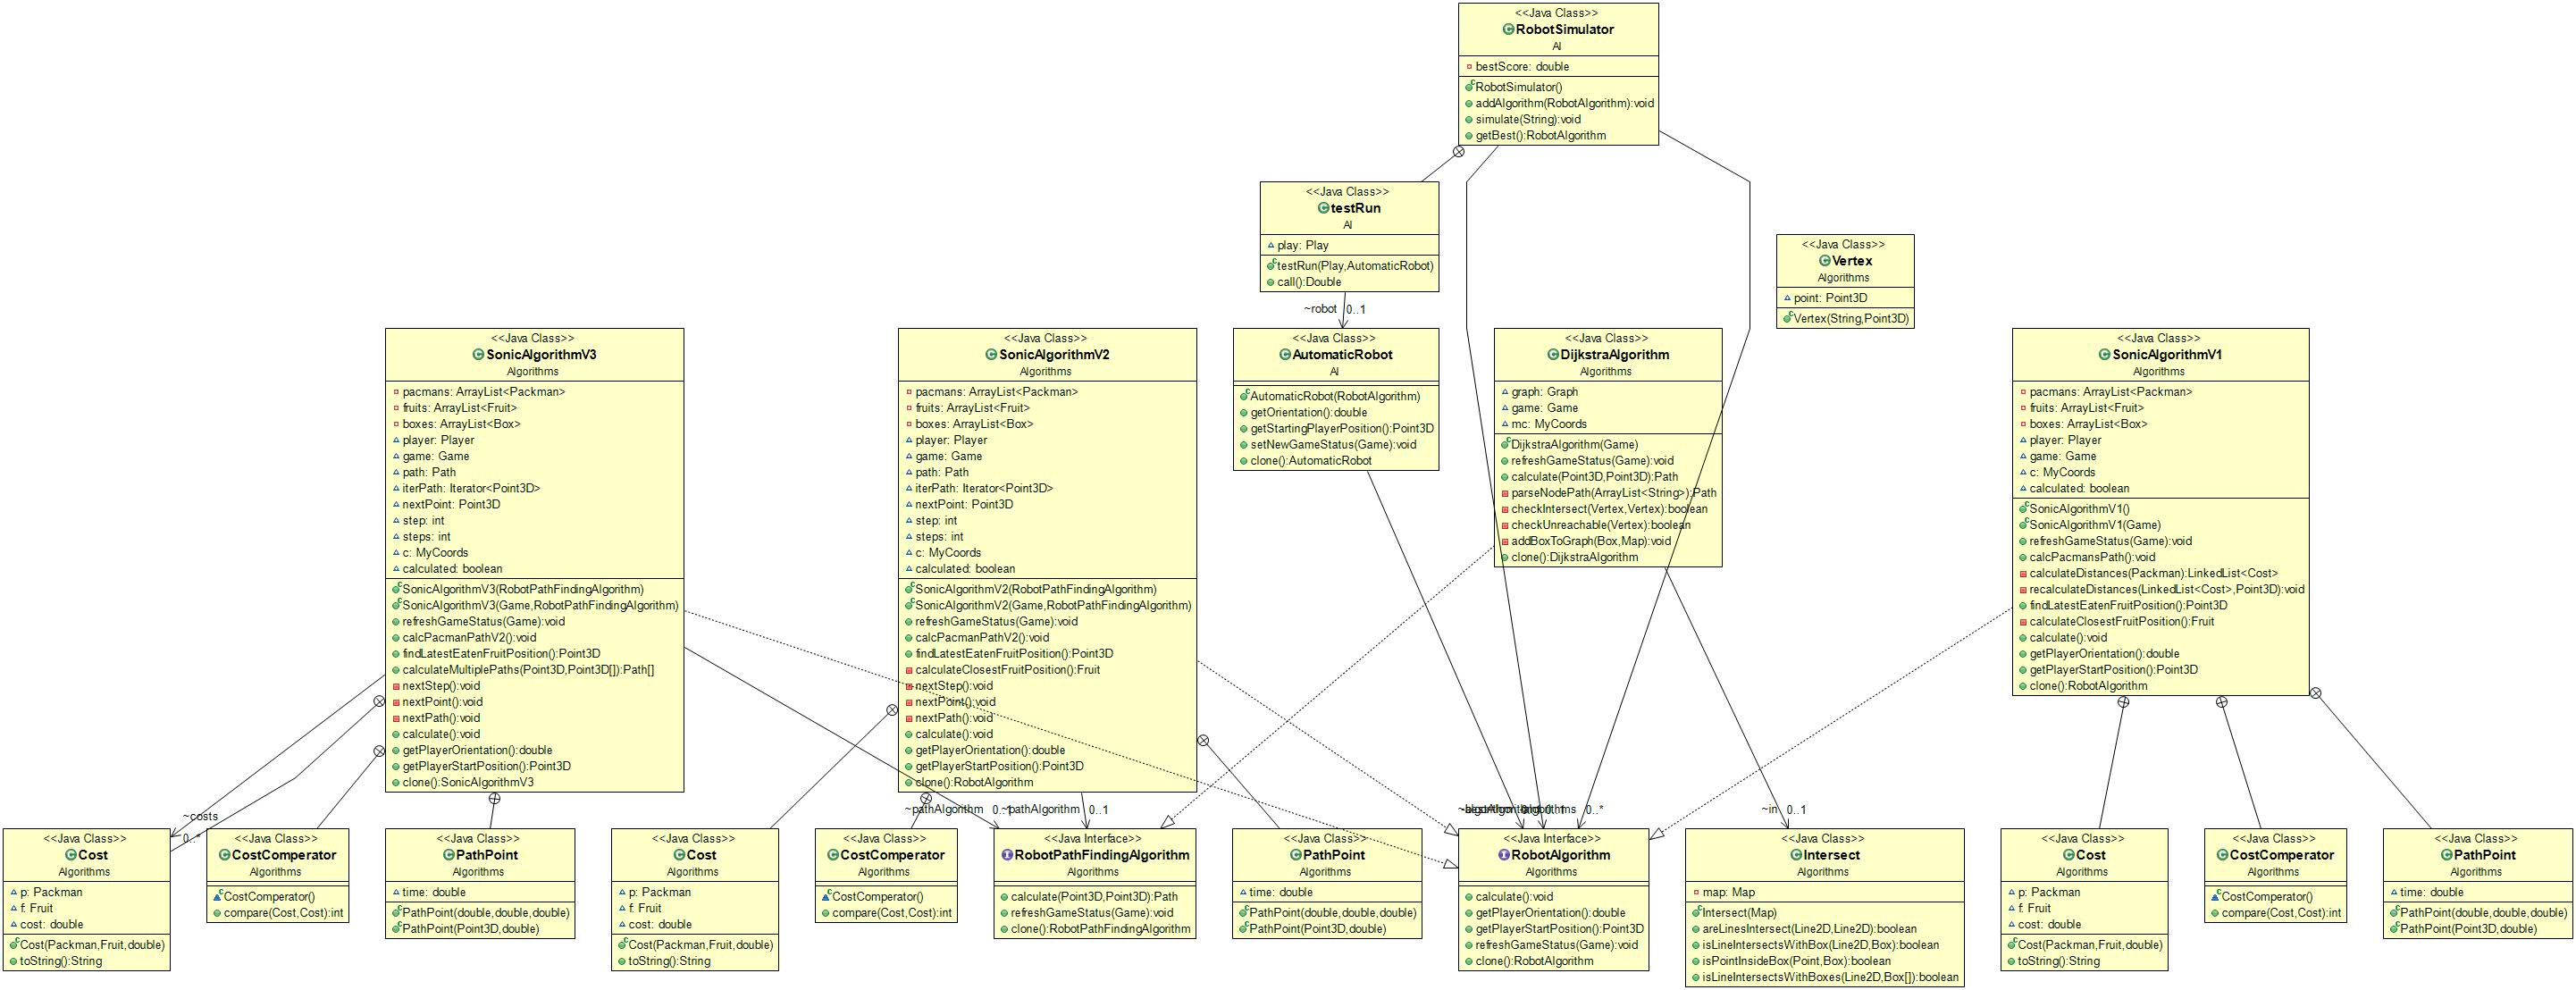 <<Java Class>>
RobotSimulator
AI
bestScore: double
RobotSimulator()
addAlgorithm(RobotAlgorithm):void
simulate(String):void
getBest():RobotAlgorithm
<<Java Class>>
testRun
AI
play: Play
testRun(Play,AutomaticRobot)
call():Double
~robot 0..1
<<Java Class>>
Vertex
Algorithms
point: Point3D
Vertex(String,Point3D)
<<Java Class>>
SonicAlgorithmV3
Algorithms
pacmans: ArrayList<Packman>
fruits: ArrayList<Fruit>
boxes: ArrayList<Box>
player: Player
game: Game
path: Path
iterPath: Iterator<Point3D>
nextPoint: Point3D
step: int
steps: int
c: MyCoords
calculated: boolean
SonicAlgorithmV3(RobotPathFindingAlgorithm)
SonicAlgorithmV3(Game,RobotPathFindingAlgorithm)
refreshGameStatus(Game):void
calcPacmanPathV2():void
findLatestEatenFruitPosition():Point3D
calculateMultiplePaths(Point3D,Point3D[]):Path[]
nextStep():void
nextPoint():void
nextPath():void
calculate():void
getPlayerOrientation():double
getPlayerStartPosition():Point3D
clone():SonicAlgorithmV3
<<Java Class>>
SonicAlgorithmV2
Algorithms
pacmans: ArrayList<Packman>
fruits: ArrayList<Fruit>
boxes: ArrayList<Box>
player: Player
game: Game
path: Path
iterPath: Iterator<Point3D>
nextPoint: Point3D
step: int
steps: int
c: MyCoords
calculated: boolean
SonicAlgorithmV2(RobotPathFindingAlgorithm)
SonicAlgorithmV2(Game,RobotPathFindingAlgorithm)
refreshGameStatus(Game):void
calcPacmanPathV2():void
findLatestEatenFruitPosition():Point3D
calculateClosestFruitPosition():Fruit
nextStep():void
nextPoint():void
nextPath():void
calculate():void
getPlayerOrientation():double
getPlayerStartPosition():Point3D
clone():RobotAlgorithm
<<Java Class>>
AutomaticRobot
AI
AutomaticRobot(RobotAlgorithm)
getOrientation():double
getStartingPlayerPosition():Point3D
setNewGameStatus(Game):void
clone():AutomaticRobot
<<Java Class>>
DijkstraAlgorithm
Algorithms
graph: Graph
game: Game
mc: MyCoords
DijkstraAlgorithm(Game)
refreshGameStatus(Game):void
calculate(Point3D,Point3D):Path
parseNodePath(ArrayList<String>):Path
checkIntersect(Vertex,Vertex):boolean
checkUnreachable(Vertex):boolean
addBoxToGraph(Box,Map):void
clone():DijkstraAlgorithm
<<Java Class>>
SonicAlgorithmV1
Algorithms
pacmans: ArrayList<Packman>
fruits: ArrayList<Fruit>
boxes: ArrayList<Box>
player: Player
game: Game
c: MyCoords
calculated: boolean
SonicAlgorithmV1()
SonicAlgorithmV1(Game)
refreshGameStatus(Game):void
calcPacmansPath():void
calculateDistances(Packman):LinkedList<Cost>
recalculateDistances(LinkedList<Cost>,Point3D):void
findLatestEatenFruitPosition():Point3D
calculateClosestFruitPosition():Fruit
calculate():void
getPlayerOrientation():double
getPlayerStartPosition():Point3D
clone():RobotAlgorithm
~costs
0..*
~pathAlgorithm
~pathAlgorithm 0..1
0..*
~in 0..1
<<Java Class>>
Cost
Algorithms
p: Packman
f: Fruit
cost: double
Cost(Packman,Fruit,double)
toString():String
<<Java Class>>
CostComperator
Algorithms
CostComperator()
compare(Cost,Cost):int
<<Java Class>>
PathPoint
Algorithms
time: double
PathPoint(double,double,double)
PathPoint(Point3D,double)
<<Java Class>>
Cost
Algorithms
p: Packman
f: Fruit
cost: double
Cost(Packman,Fruit,double)
toString():String
<<Java Class>>
CostComperator
Algorithms
CostComperator()
compare(Cost,Cost):int
<<Java Interface>>
RobotPathFindingAlgorithm
Algorithms
calculate(Point3D,Point3D):Path
refreshGameStatus(Game):void
clone():RobotPathFindingAlgorithm
<<Java Class>>
PathPoint
Algorithms
time: double
PathPoint(double,double,double)
PathPoint(Point3D,double)
<<Java Interface>>
RobotAlgorithm
Algorithms
calculate():void
getPlayerOrientation():double
getPlayerStartPosition():Point3D
refreshGameStatus(Game):void
clone():RobotAlgorithm
<<Java Class>>
Intersect
Algorithms
map: Map
Intersect(Map)
areLinesIntersect(Line2D,Line2D):boolean
isLineIntersectsWithBox(Line2D,Box):boolean
isPointInsideBox(Point,Box):boolean
isLineIntersectsWithBoxes(Line2D,Box[]):boolean
<<Java Class>>
Cost
Algorithms
p: Packman
f: Fruit
cost: double
Cost(Packman,Fruit,double)
toString():String
<<Java Class>>
CostComperator
Algorithms
CostComperator()
compare(Cost,Cost):int
<<Java Class>>
PathPoint
Algorithms
time: double
PathPoint(double,double,double)
PathPoint(Point3D,double)